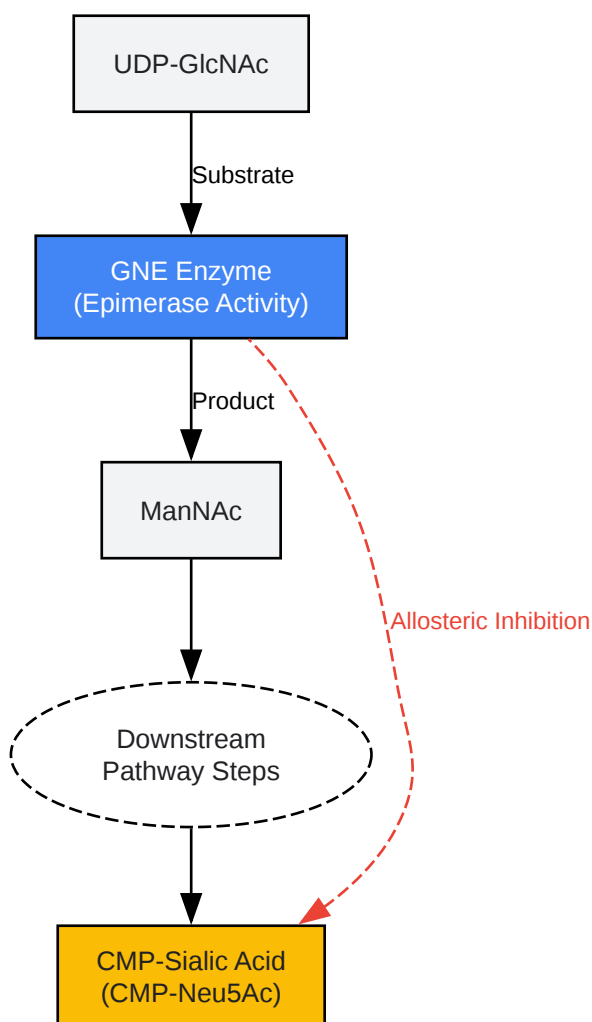 UDP-GlcNAc
Substrate
GNE Enzyme
(Epimerase Activity)
Product
ManNAc
Allosteric Inhibition
Downstream
Pathway Steps
CMP-Sialic Acid
(CMP-Neu5Ac)